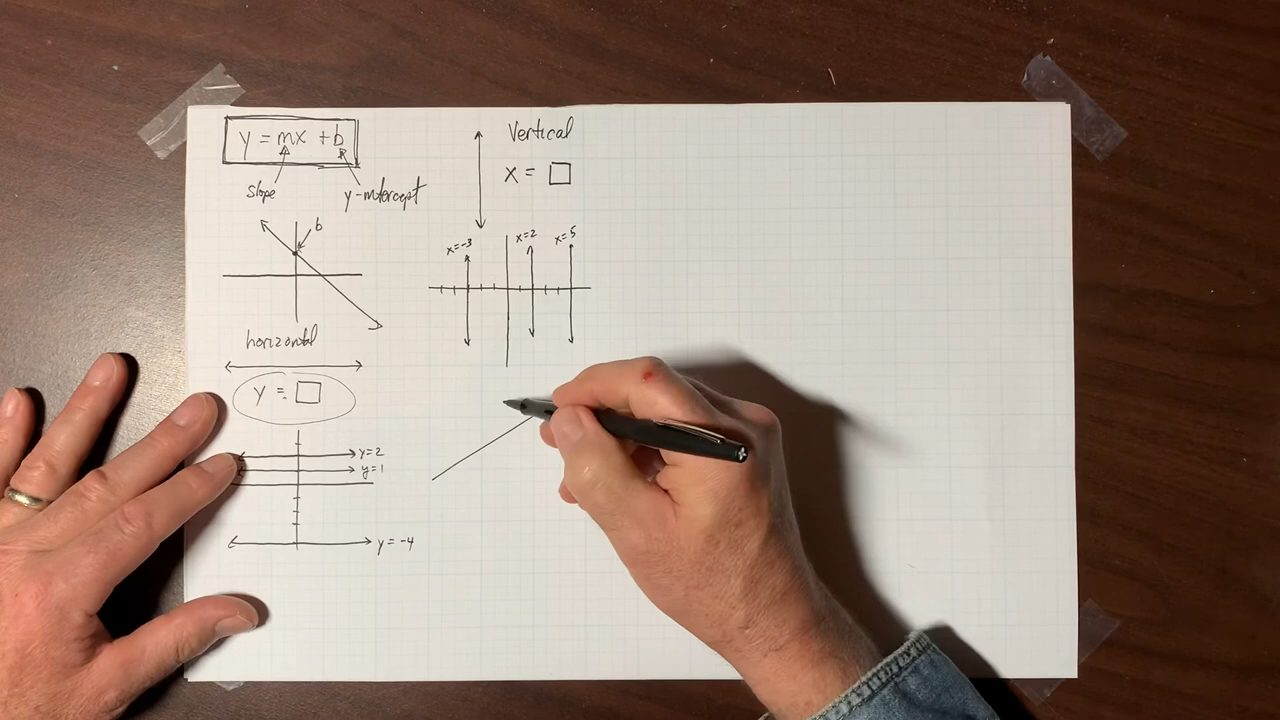 y = mx + b
slope
y-intercept
b
horizontal
y = □
y=2
y=1
y=-4
Vertical
x = □
x=-3
x=2
x=5